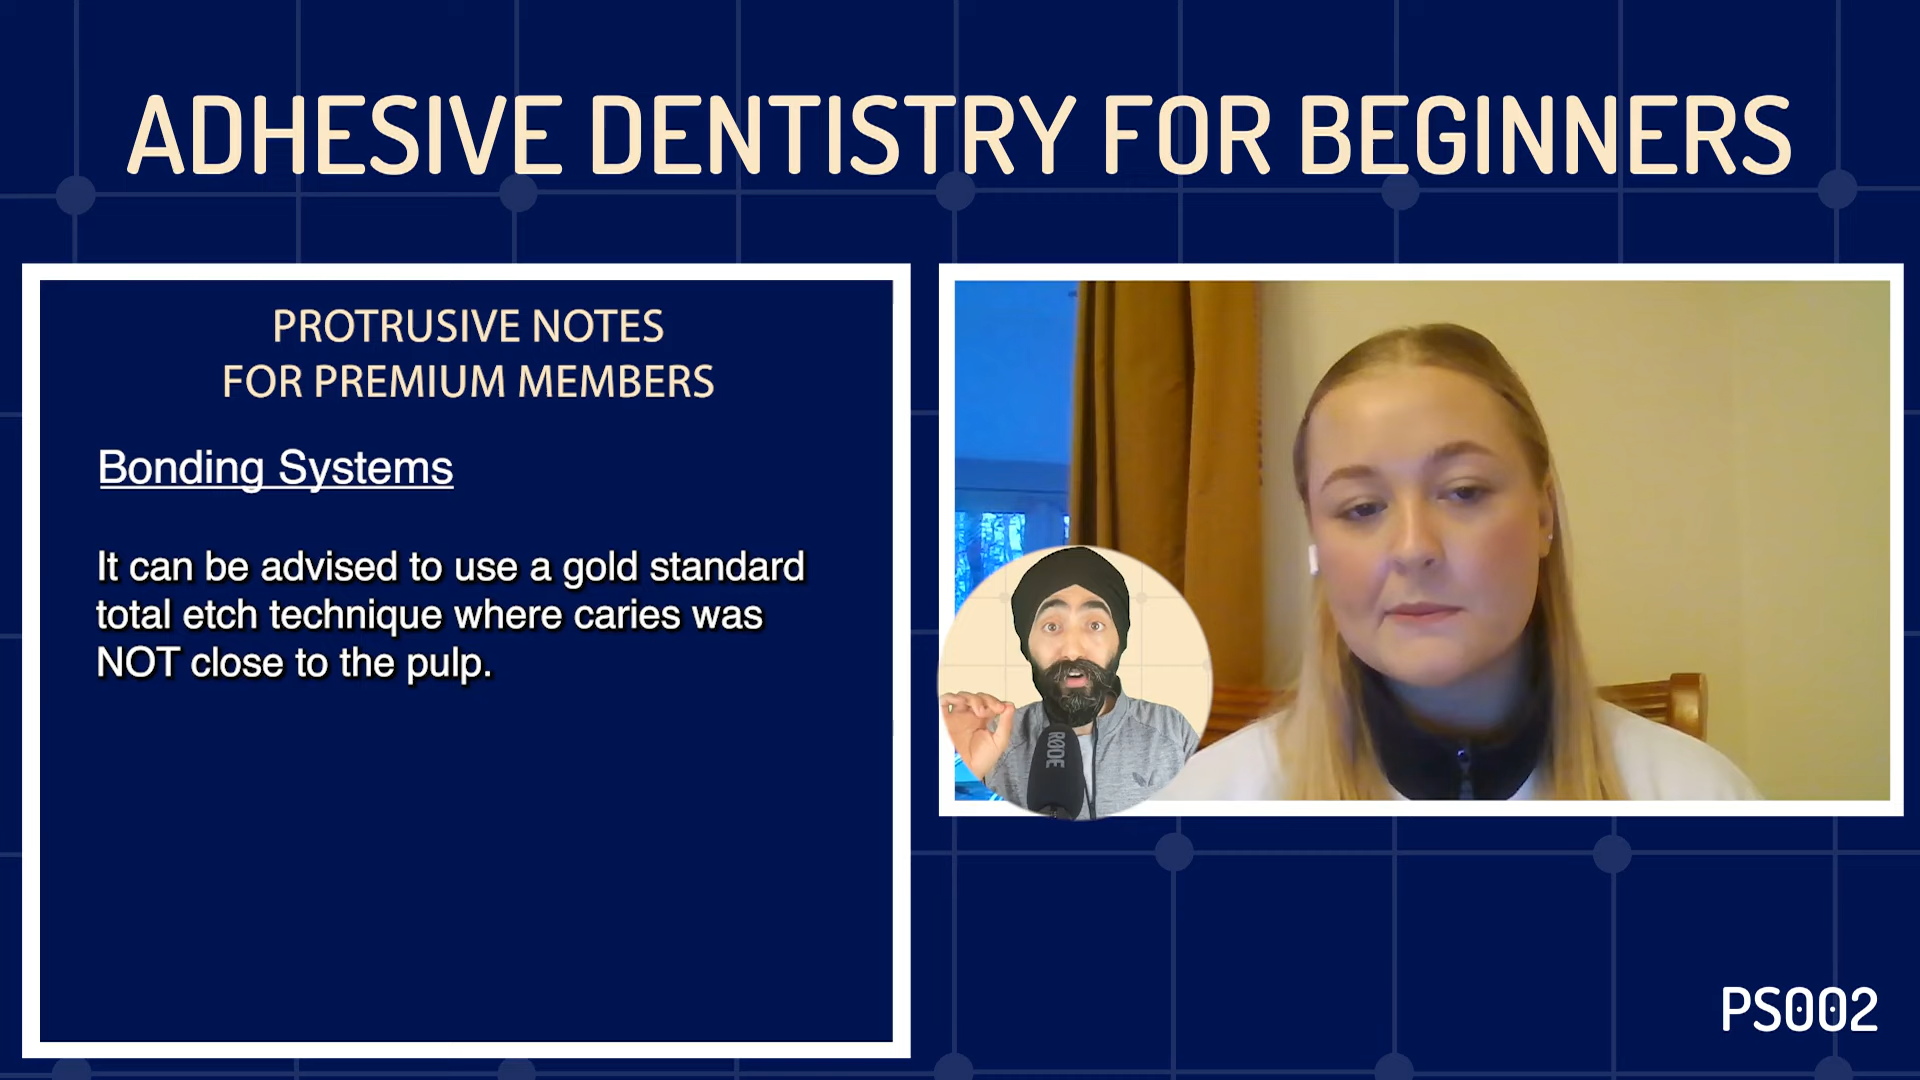 ADHESIVE DENTISTRY FOR BEGINNERS
PROTRUSIVE NOTES
FOR PREMIUM MEMBERS
Bonding Systems
It can be advised to use a gold standard
total etch technique where caries was
NOT close to the pulp.
RØDE
PS002